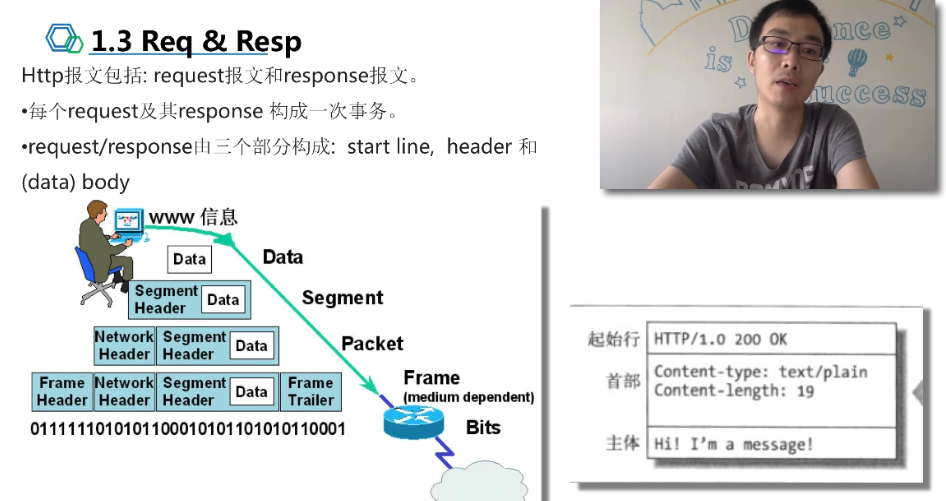 1.3 Req & Resp
Http报文包括: request报文和response报文。
•每个request及其response 构成一次事务。
•request/response由三个部分构成: start line, header 和
(data) body
www 信息
Data
Data
Segment Header
Data
Segment
Network Header
Segment Header
Data
Packet
Frame Header
Network Header
Segment Header
Data
Frame Trailer
Frame
(medium dependent)
Bits
0111111010101100010101101010110001
起始行
HTTP/1.0 200 OK
首部
Content-type: text/plain
Content-length: 19
主体
Hi! I'm a message!
is
success